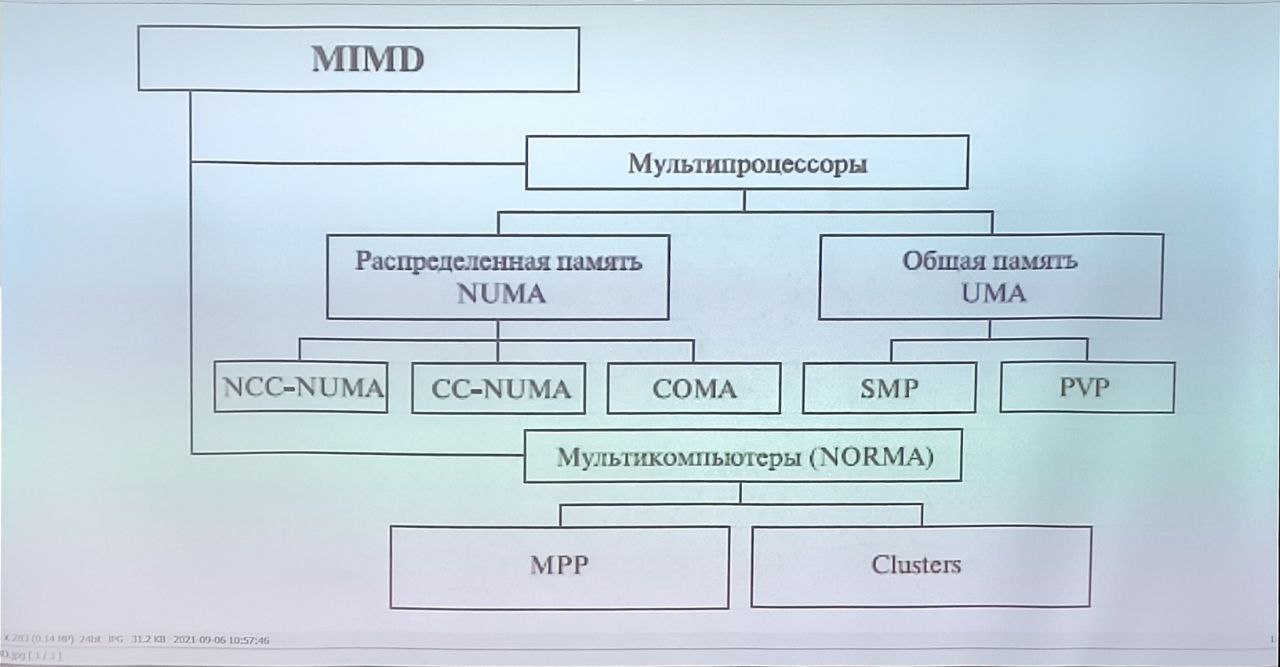 MIMD
Мультипроцессоры
Распределенная память
NUMA
Общая память
UMA
NCC-NUMA
CC-NUMA
COMA
SMP
PVP
Мультикомпьютеры (NORMA)
MPP
Clusters
x 283 (0.14 MP) 24bit JPG 31.2 KB 2021-09-06 10:57:46
D.jpg [ 1 / 3 ]